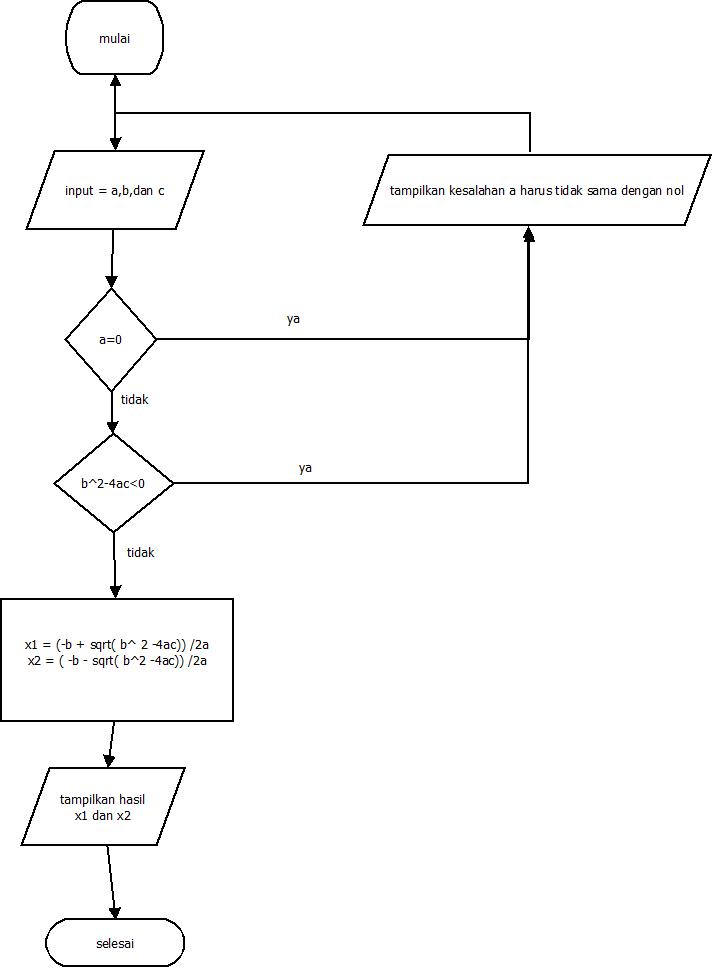 mulai
input = a,b,dan c
tampilkan kesalahan a harus tidak sama dengan nol
ya
a=0
tidak
ya
b^2-4ac<0
tidak
x1 = (-b + sqrt( b^ 2 -4ac)) /2a
x2 = ( -b - sqrt( b^2 -4ac)) /2a
tampilkan hasil
x1 dan x2
selesai